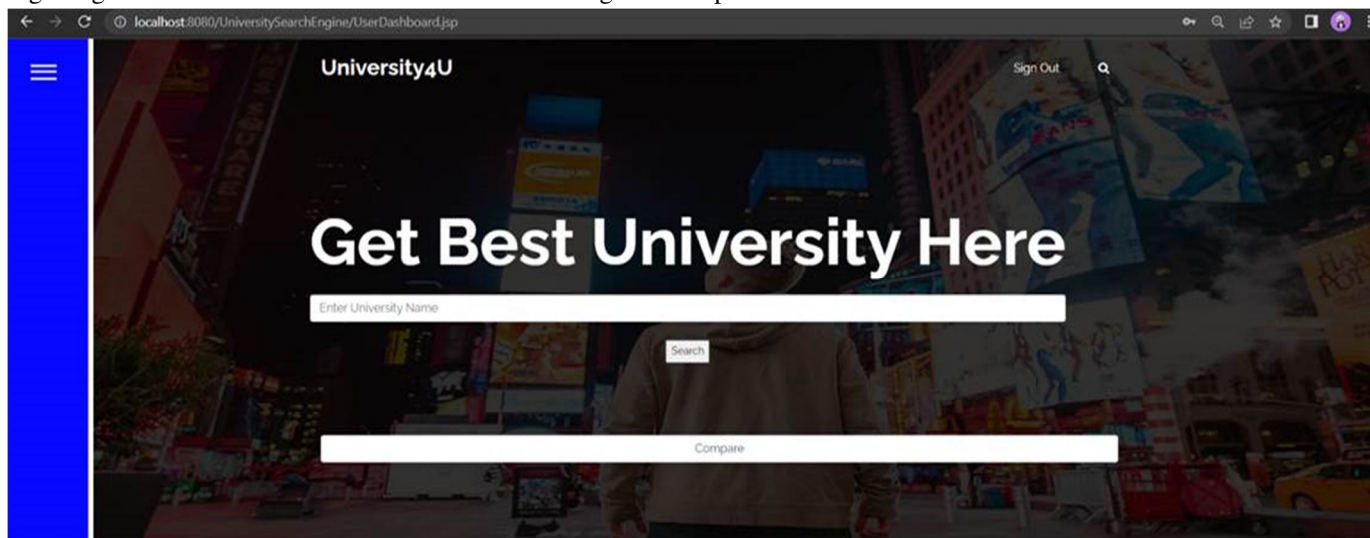 localhost:8080/UniversitySearchEngine/UserDashboard.jsp
University4U
Sign Out
Get Best University Here
Enter University Name
Search
Compare